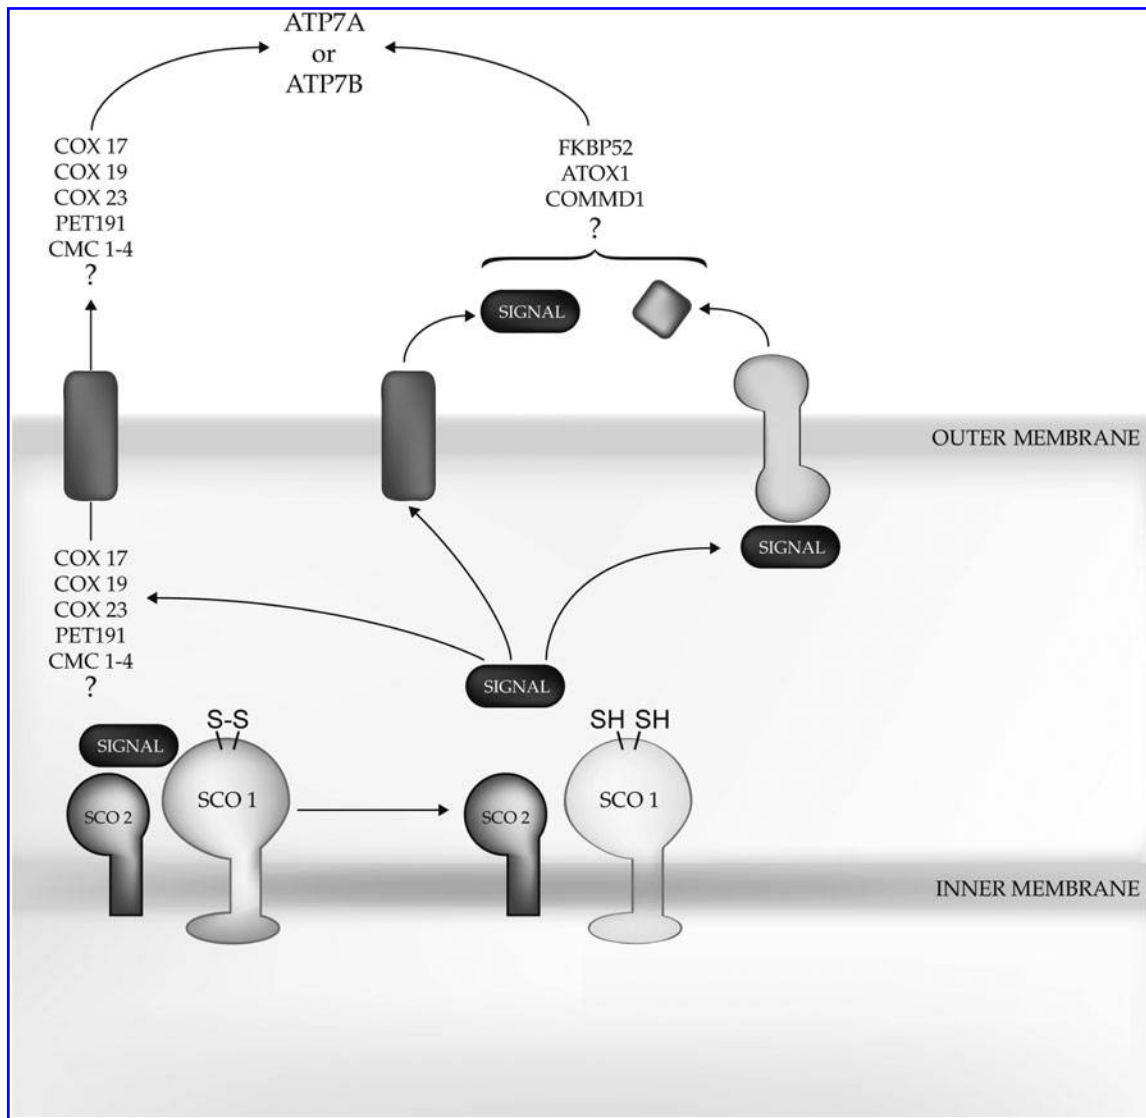 ATP7A
or
ATP7B
COX 17
COX 19
COX 23
PET191
CMC 1-4
?
FKBP52
ATOX1
COMMD1
?
SIGNAL
OUTER MEMBRANE
SIGNAL
COX 17
COX 19
COX 23
PET191
CMC 1-4
?
SIGNAL
S-S
SH SH
SIGNAL
SCO 1
SCO 2
SCO 1
SCO 2
INNER MEMBRANE